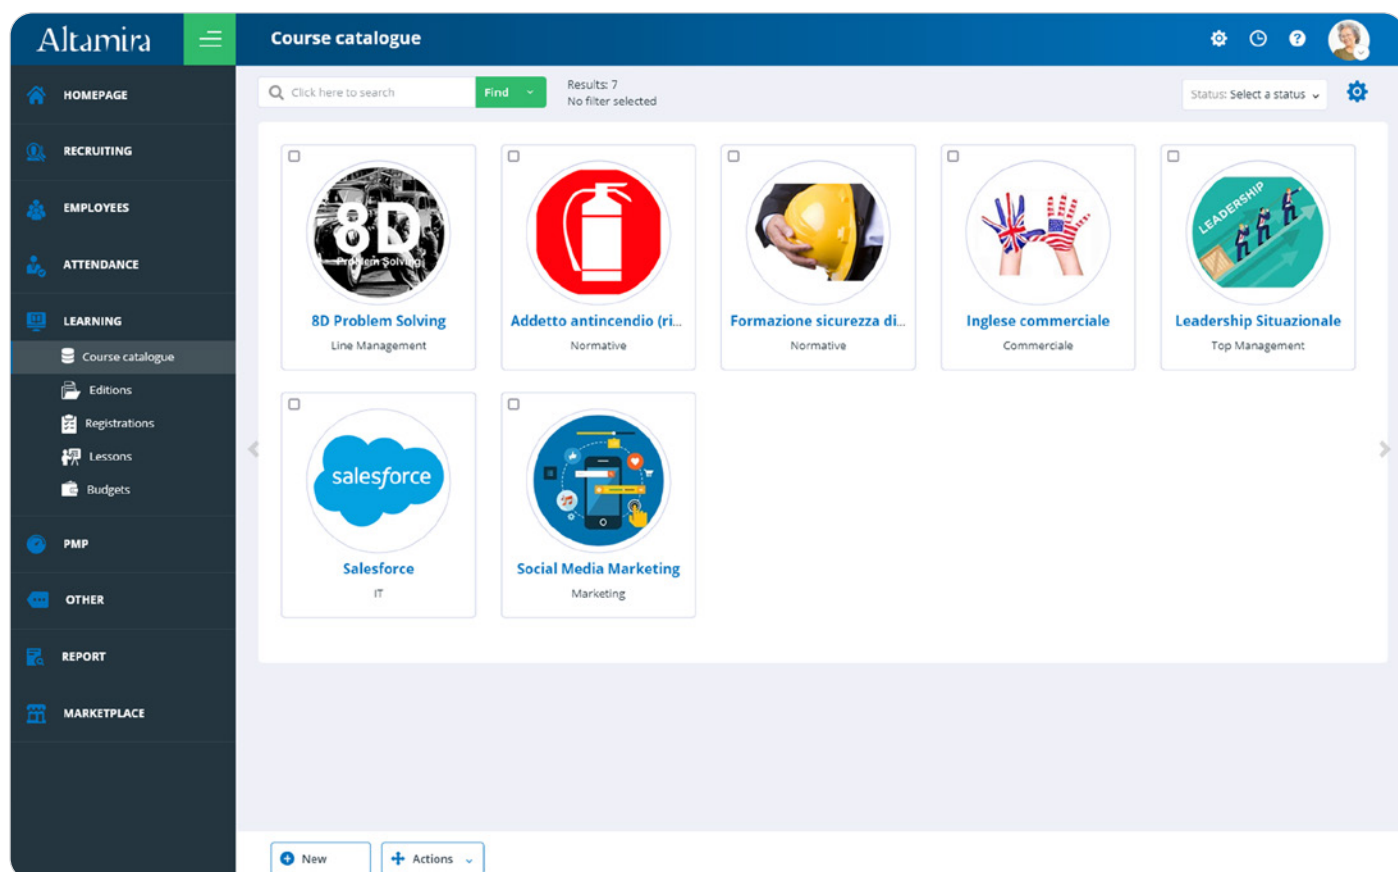 Altamira
Course catalogue
HOMEPAGE
RECRUITING
EMPLOYEES
ATTENDANCE
LEARNING
Course catalogue
Editions
Registrations
Lessons
Budgets
PMP
OTHER
REPORT
MARKETPLACE
Click here to search
Find
Results: 7
No filter selected
Status: Select a status
8D
Problem Solving
8D Problem Solving
Line Management
Addetto antincendio (ri...
Normative
Formazione sicurezza di...
Normative
Inglese commerciale
Commerciale
LEADERSHIP
Leadership Situazionale
Top Management
salesforce
Salesforce
IT
Social Media Marketing
Marketing
New
Actions